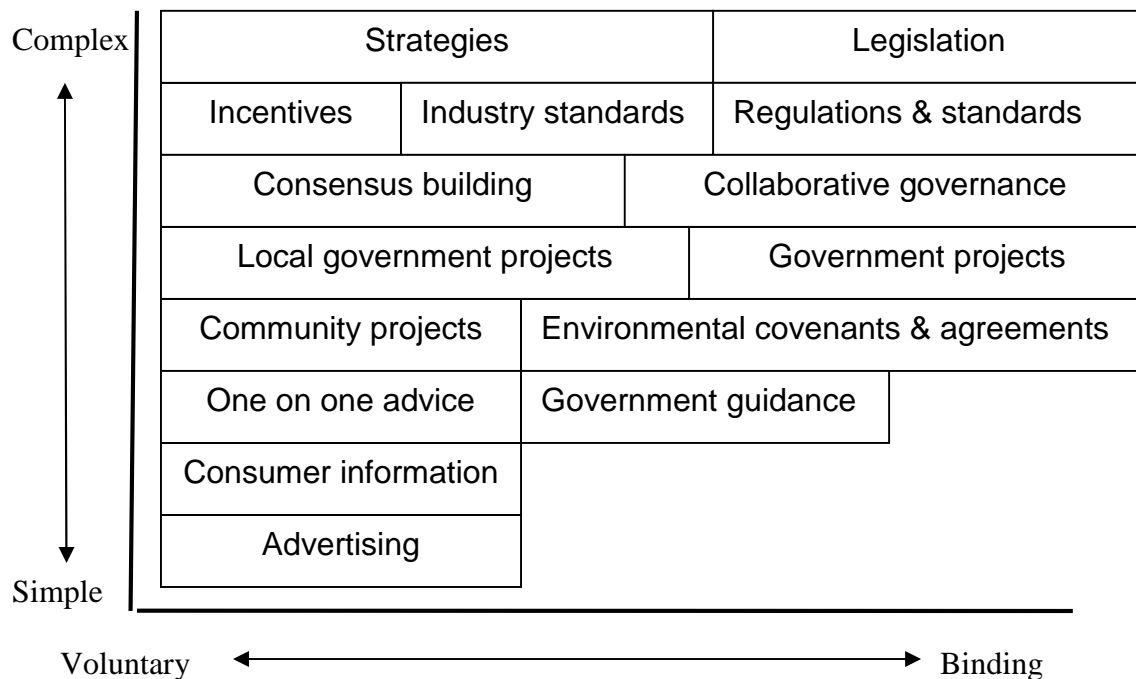 Complex Strategies Legislation
Incentives Industry standards Regulations & standards
Consensus building Collaborative governance
Local government projects Government projects
Community projects Environmental covenants & agreements
One on one advice Government guidance
Consumer information
Advertising
Simple
Voluntary Binding